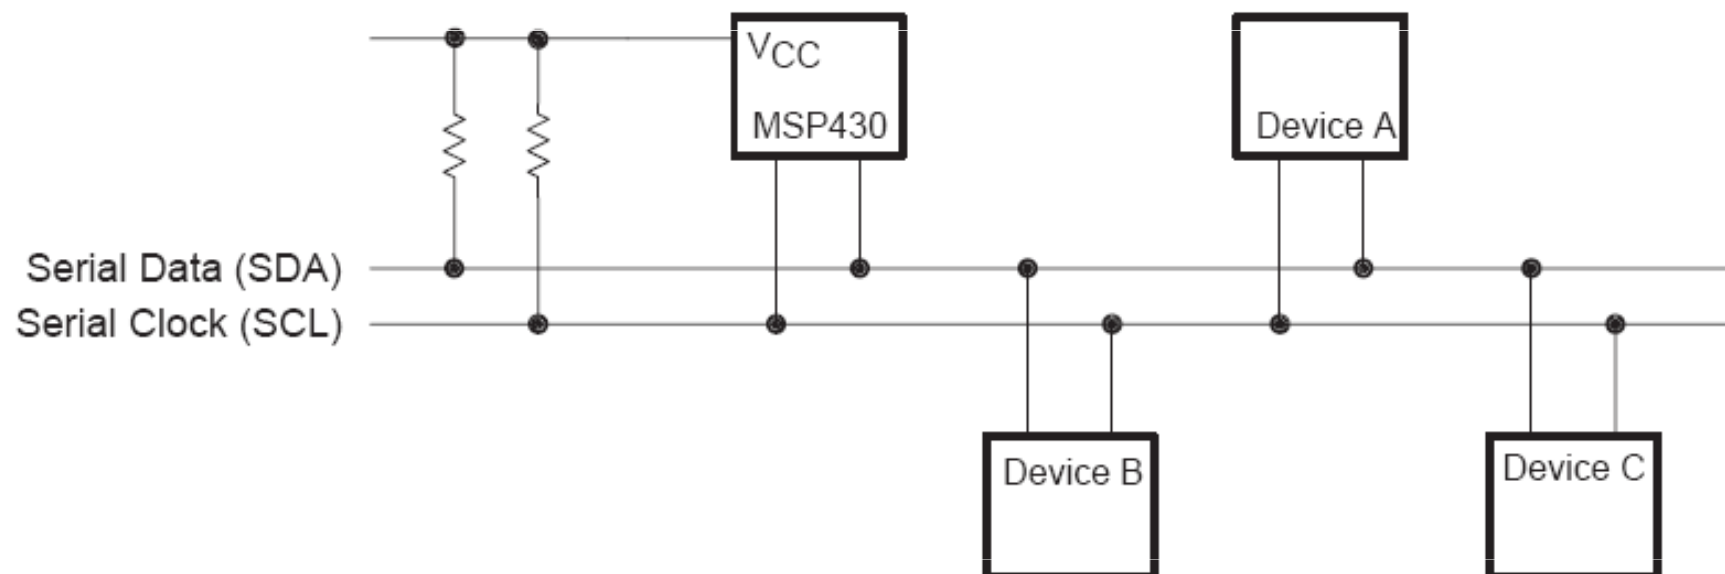 VCC
MSP430
Device A
Serial Data (SDA)
Serial Clock (SCL)
Device B
Device C